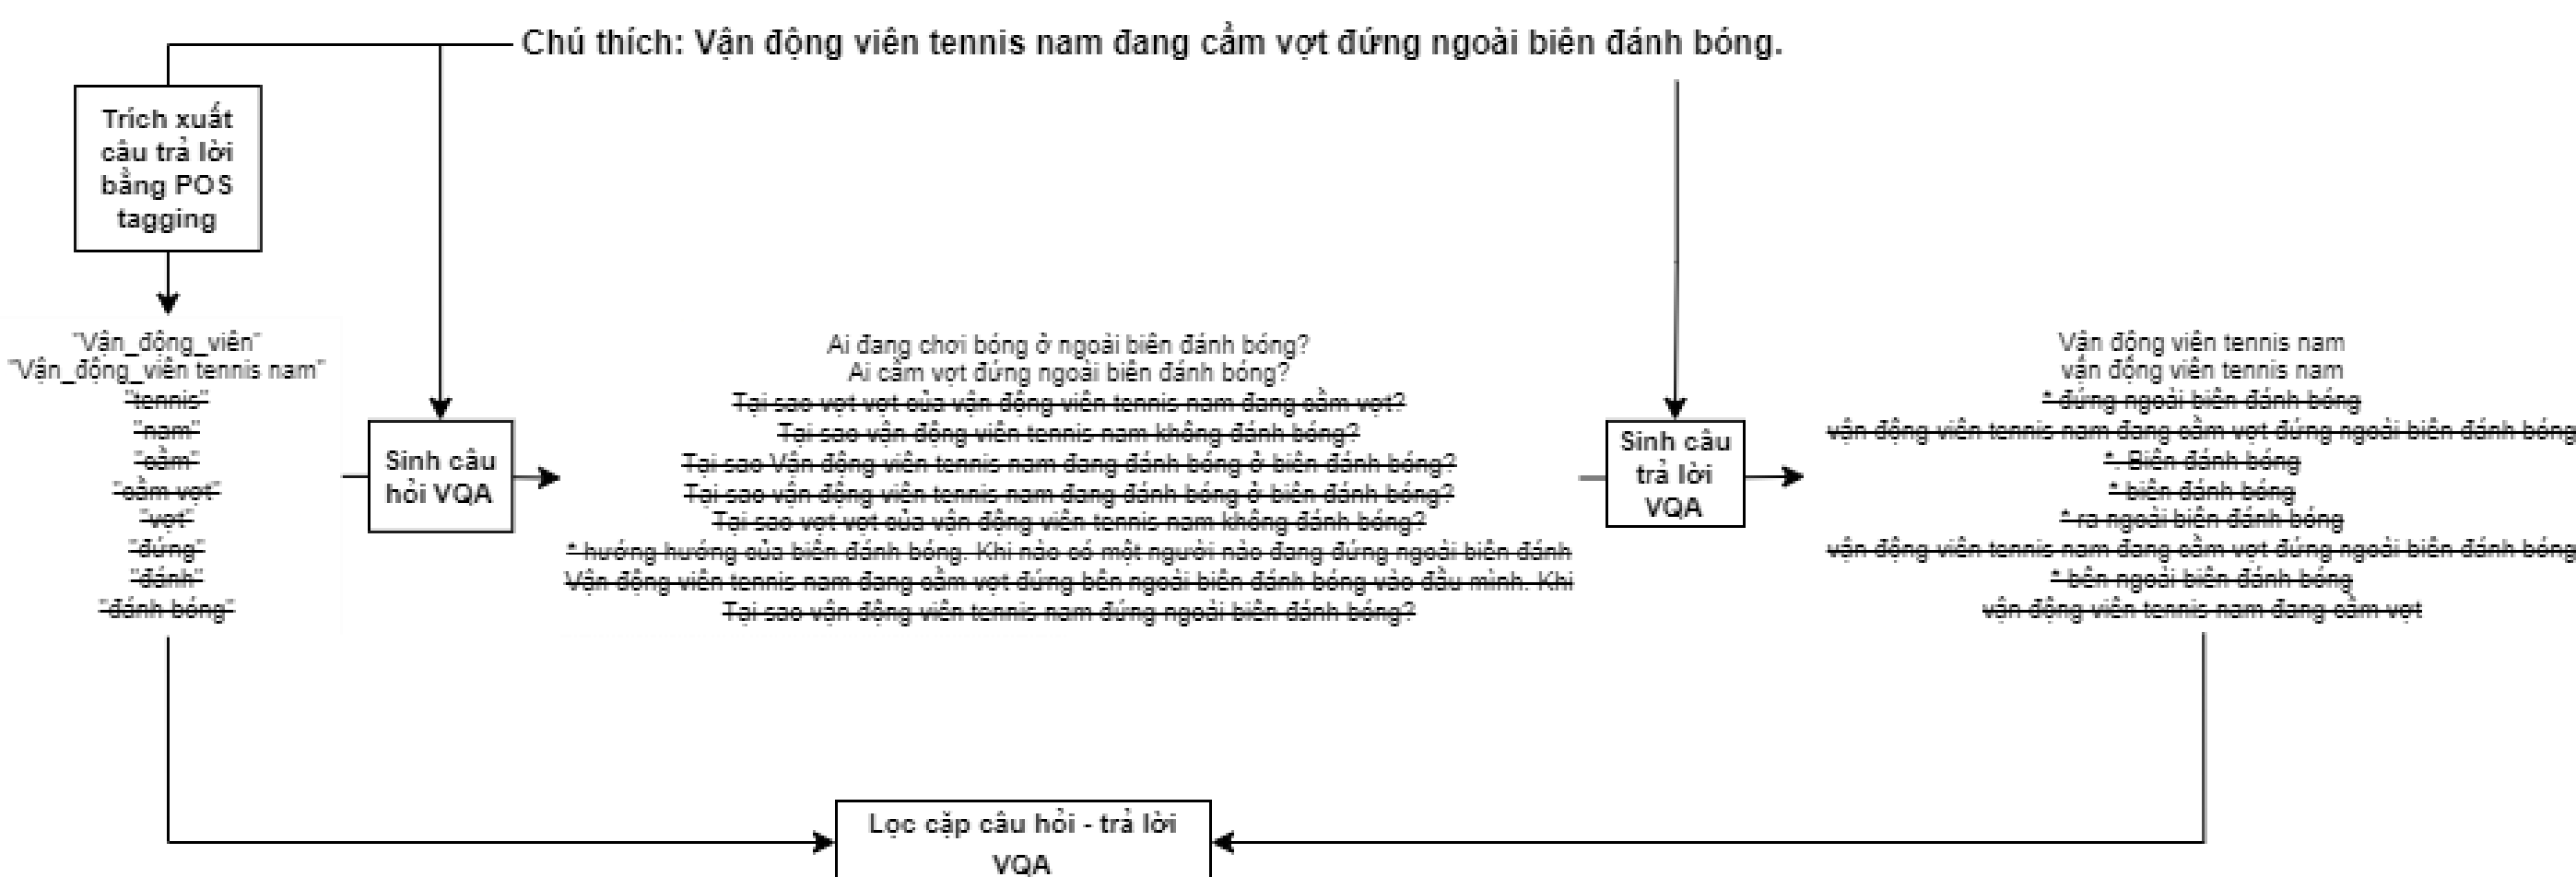 Chú thích: Vận động viên tennis nam đang cầm vợt đứng ngoài biên đánh bóng.
Trích xuất
câu trả lời
bằng POS
tagging
"Vận_động_viên"
"Vận_động_viên tennis nam"
"tennis"
"nam"
"cầm"
"cầm vợt"
"vợt"
"đứng"
"đánh"
"đánh bóng"
Sinh câu
hỏi VQA
Ai đang chơi bóng ở ngoài biên đánh bóng?
Ai cầm vợt đứng ngoài biên đánh bóng?
Tại sao vợt vợt của vận động viên tennis nam đang cầm vợt?
Tại sao vận động viên tennis nam không đánh bóng?
Tại sao Vận động viên tennis nam đang đánh bóng ở biên đánh bóng?
Tại sao vận động viên tennis nam đang đánh bóng ở biên đánh bóng?
Tại sao vợt vợt của vận động viên tennis nam không đánh bóng?
* hướng hướng của biên đánh bóng. Khi nào có một người nào đang đứng ngoài biên đánh
Vận động viên tennis nam đang cầm vợt đứng bên ngoài biên đánh bóng vào đầu mình. Khi
Tại sao vận động viên tennis nam đứng ngoài biên đánh bóng?
Sinh câu
trả lời
VQA
Vận động viên tennis nam
vận động viên tennis nam
* đứng ngoài biên đánh bóng
vận động viên tennis nam đang cầm vợt đứng ngoài biên đánh bóng
*. Biên đánh bóng
* biên đánh bóng
* ra ngoài biên đánh bóng
vận động viên tennis nam đang cầm vợt đứng ngoài biên đánh bóng
* bên ngoài biên đánh bóng
vận động viên tennis nam đang cầm vợt
Lọc cặp câu hỏi - trả lời
VQA